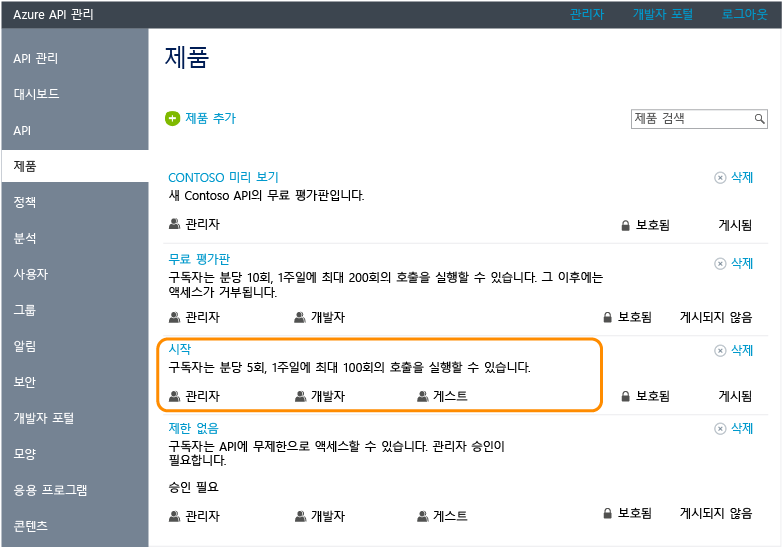 Azure API 관리
관리자 개발자 포털 로그아웃
API 관리
대시보드
API
제품
정책
분석
사용자
그룹
알림
보안
개발자 포털
모양
응용 프로그램
콘텐츠
제품
제품 추가
제품 검색
CONTOSO 미리 보기
삭제
새 Contoso API의 무료 평가판입니다.
관리자
보호됨 게시됨
무료 평가판
삭제
구독자는 분당 10회, 1주일에 최대 200회의 호출을 실행할 수 있습니다. 그 이후에는
액세스가 거부됩니다.
관리자 개발자
보호됨 게시되지 않음
시작
삭제
구독자는 분당 5회, 1주일에 최대 100회의 호출을 실행할 수 있습니다.
관리자 개발자 게스트
보호됨 게시됨
제한 없음
삭제
구독자는 API에 무제한으로 액세스할 수 있습니다. 관리자 승인이
필요합니다.
승인 필요
관리자 개발자 게스트
보호됨 게시되지 않음